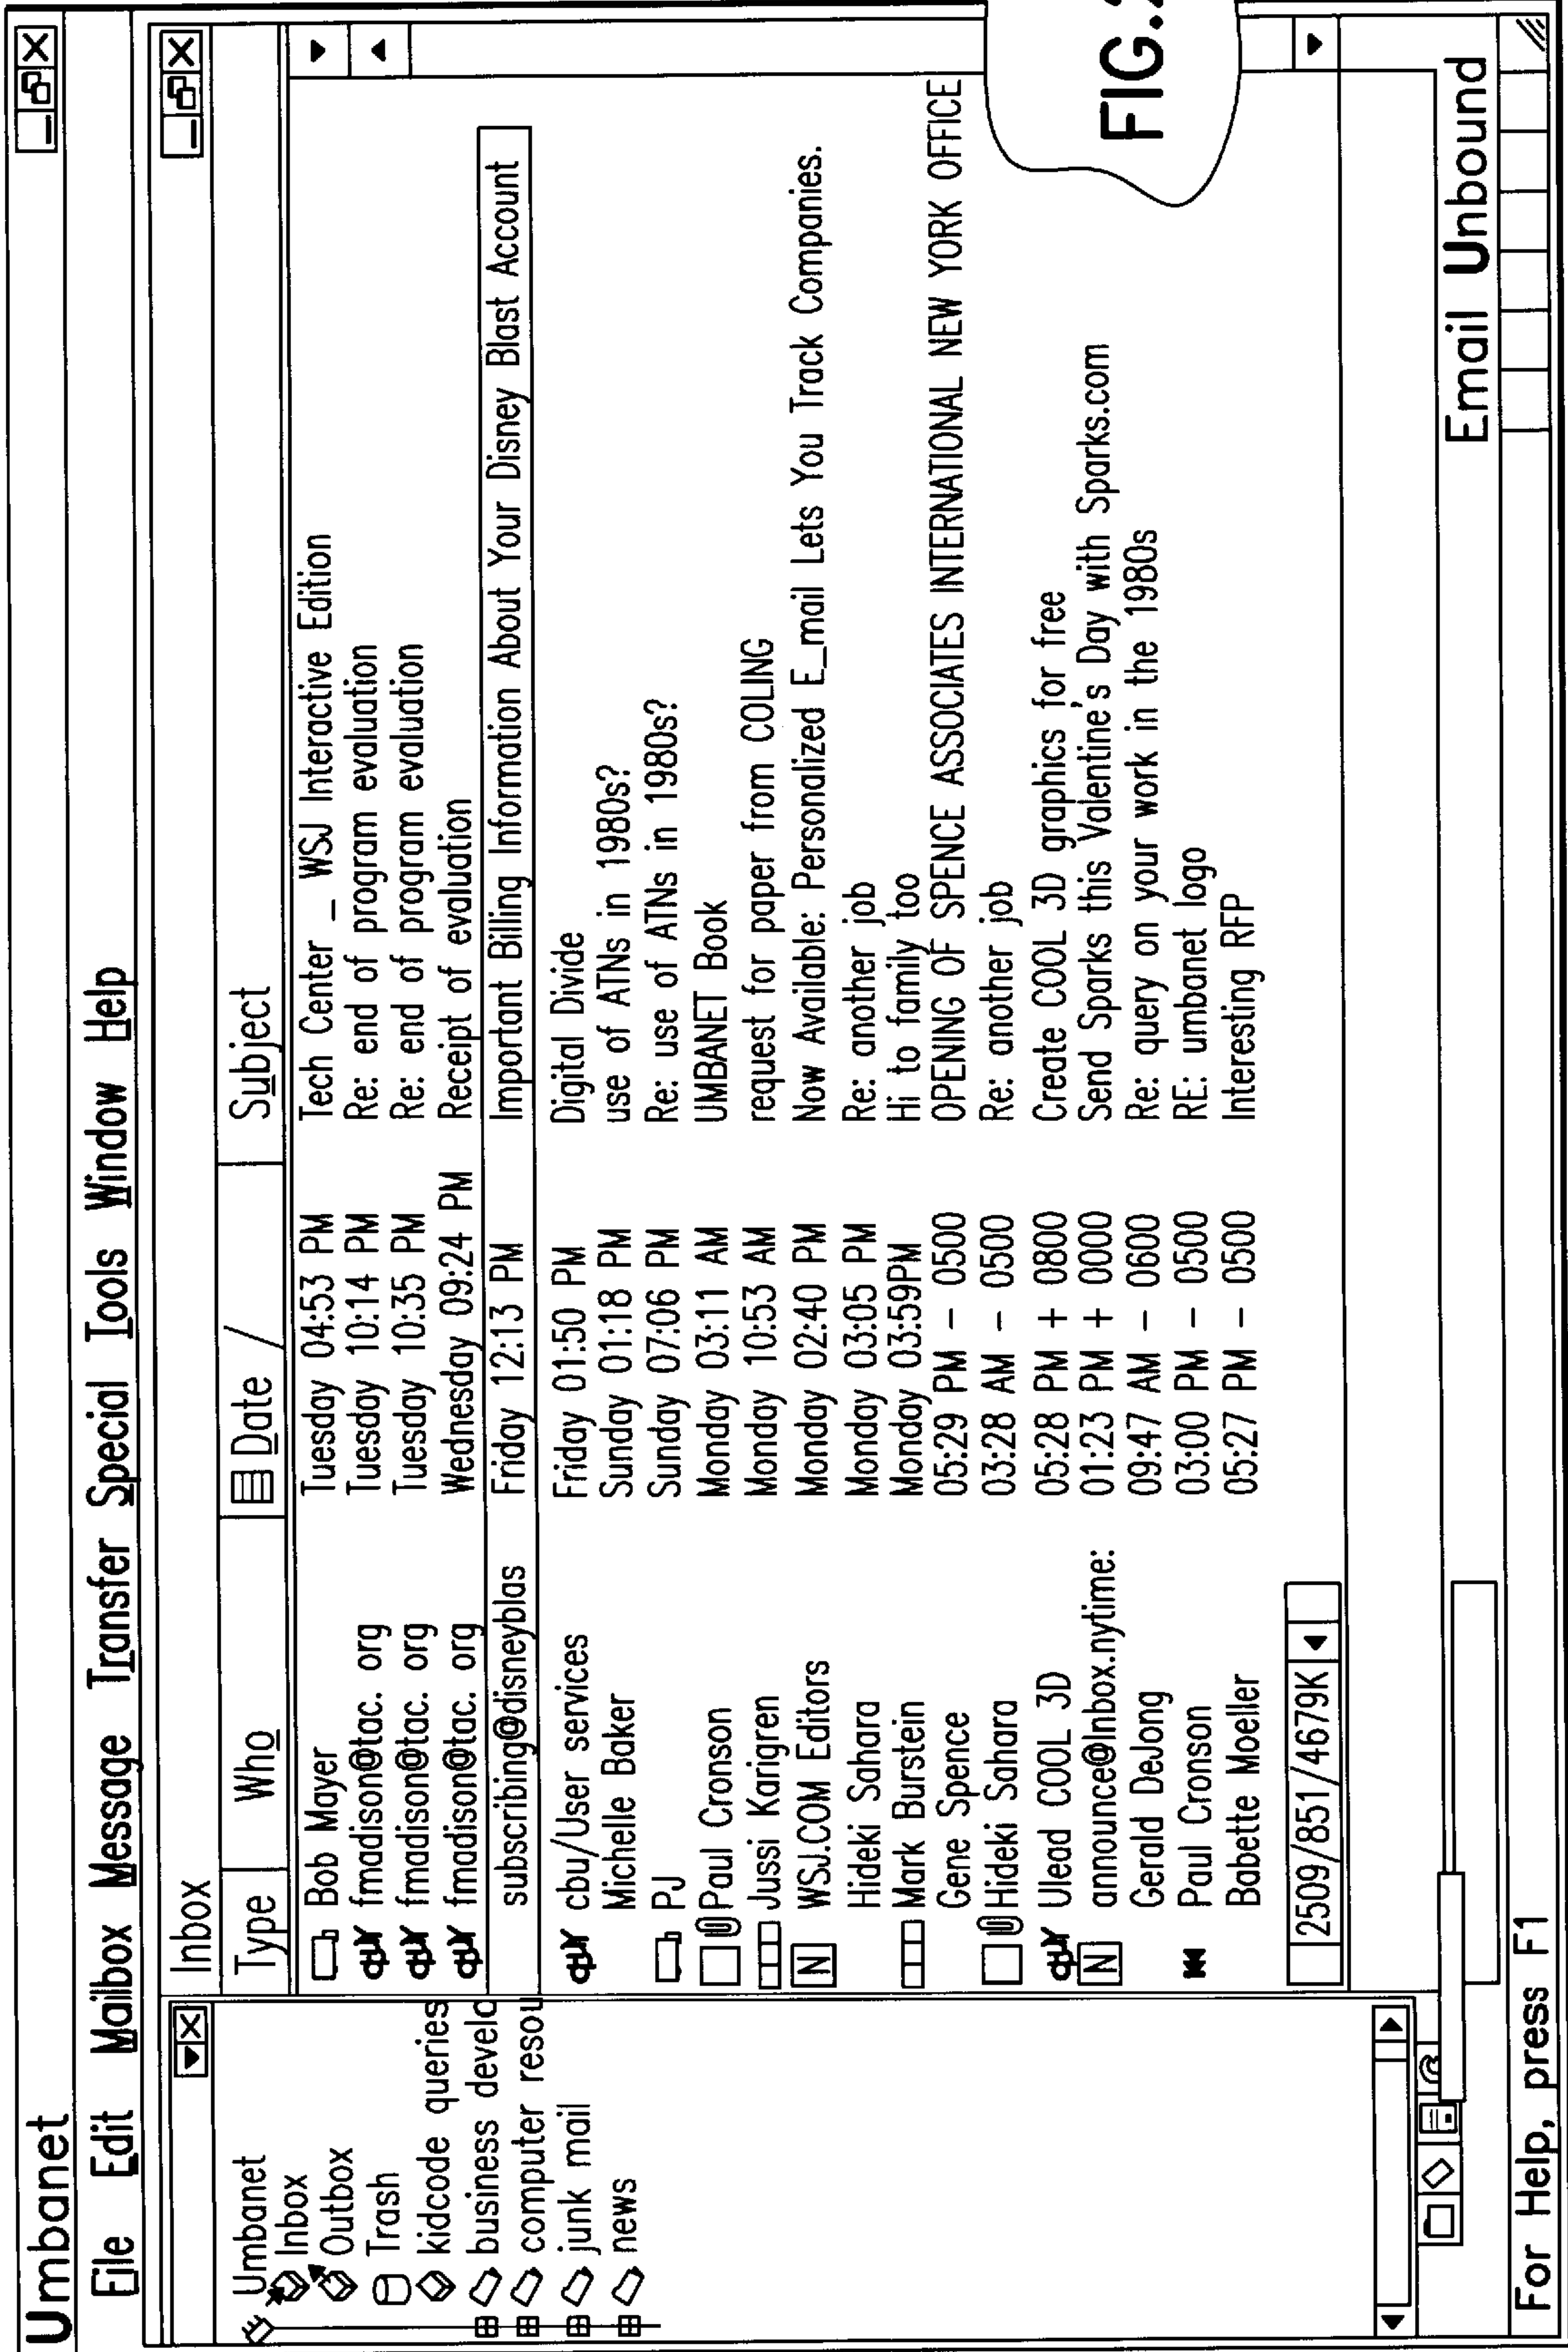 Umbanet
File Edit Mailbox Message Transfer Special Tools Window Help
Inbox
Type Who Date / Subject
Umbanet
Inbox
Outbox
Trash
kidcode queries
business develo
computer resou
junk mail
news
Bob Mayer Tuesday 04:53 PM Tech Center _ WSJ Interactive Edition
QUY fmadison@tac. org Tuesday 10:14 PM Re: end of program evaluation
QUY fmadison@tac. org Tuesday 10:35 PM Re: end of program evaluation
QUY fmadison@tac. org Wednesday 09:24 PM Receipt of evaluation
subscribing@disneyblas Friday 12:13 PM Important Billing Information About Your Disney Blast Account
QUY cbu/User services Friday 01:50 PM Digital Divide
Michelle Baker Sunday 01:18 PM use of ATNs in 1980s?
PJ Sunday 07:06 PM Re: use of ATNs in 1980s?
Paul Cronson Monday 03:11 AM UMBANET Book
Jussi Karigren Monday 10:53 AM request for paper from COLING
N WSJ.COM Editors Monday 02:40 PM Now Available: Personalized E_mail Lets You Track Companies.
Hideki Sahara Monday 03:05 PM Re: another job
Mark Burstein Monday 03:59PM Hi to family too
Gene Spence 05:29 PM – 0500 OPENING OF SPENCE ASSOCIATES INTERNATIONAL NEW YORK OFFICE
Hideki Sahara 03:28 AM – 0500 Re: another job
QUY Ulead COOL 3D 05:28 PM + 0800 Create COOL 3D graphics for free
N announce@Inbox.nytime: 01:23 PM + 0000 Send Sparks this Valentine's Day with Sparks.com
Gerald DeJong 09:47 AM – 0600 Re: query on your work in the 1980s
Paul Cronson 03:00 PM – 0500 RE: umbanet logo
Babette Moeller 05:27 PM – 0500 Interesting RFP
2509/851/4679K
FIG.
Email Unbound
For Help, press F1